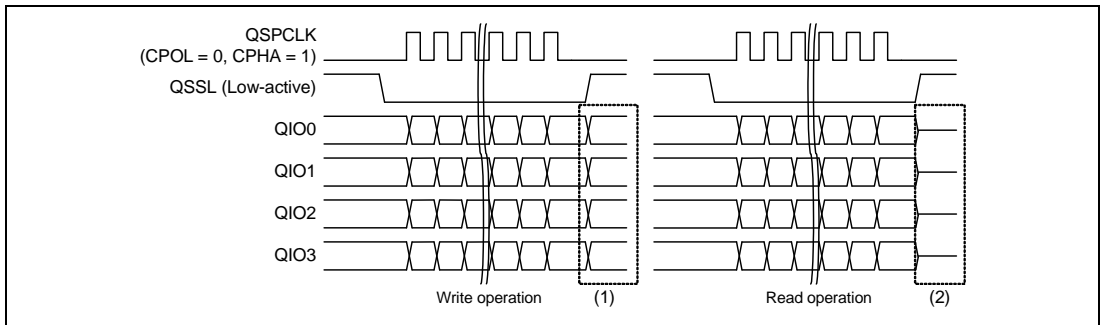 QSPCLK
(CPOL = 0, CPHA = 1)
QSSL (Low-active)
QIO0
QIO1
QIO2
QIO3
Write operation (1) Read operation (2)